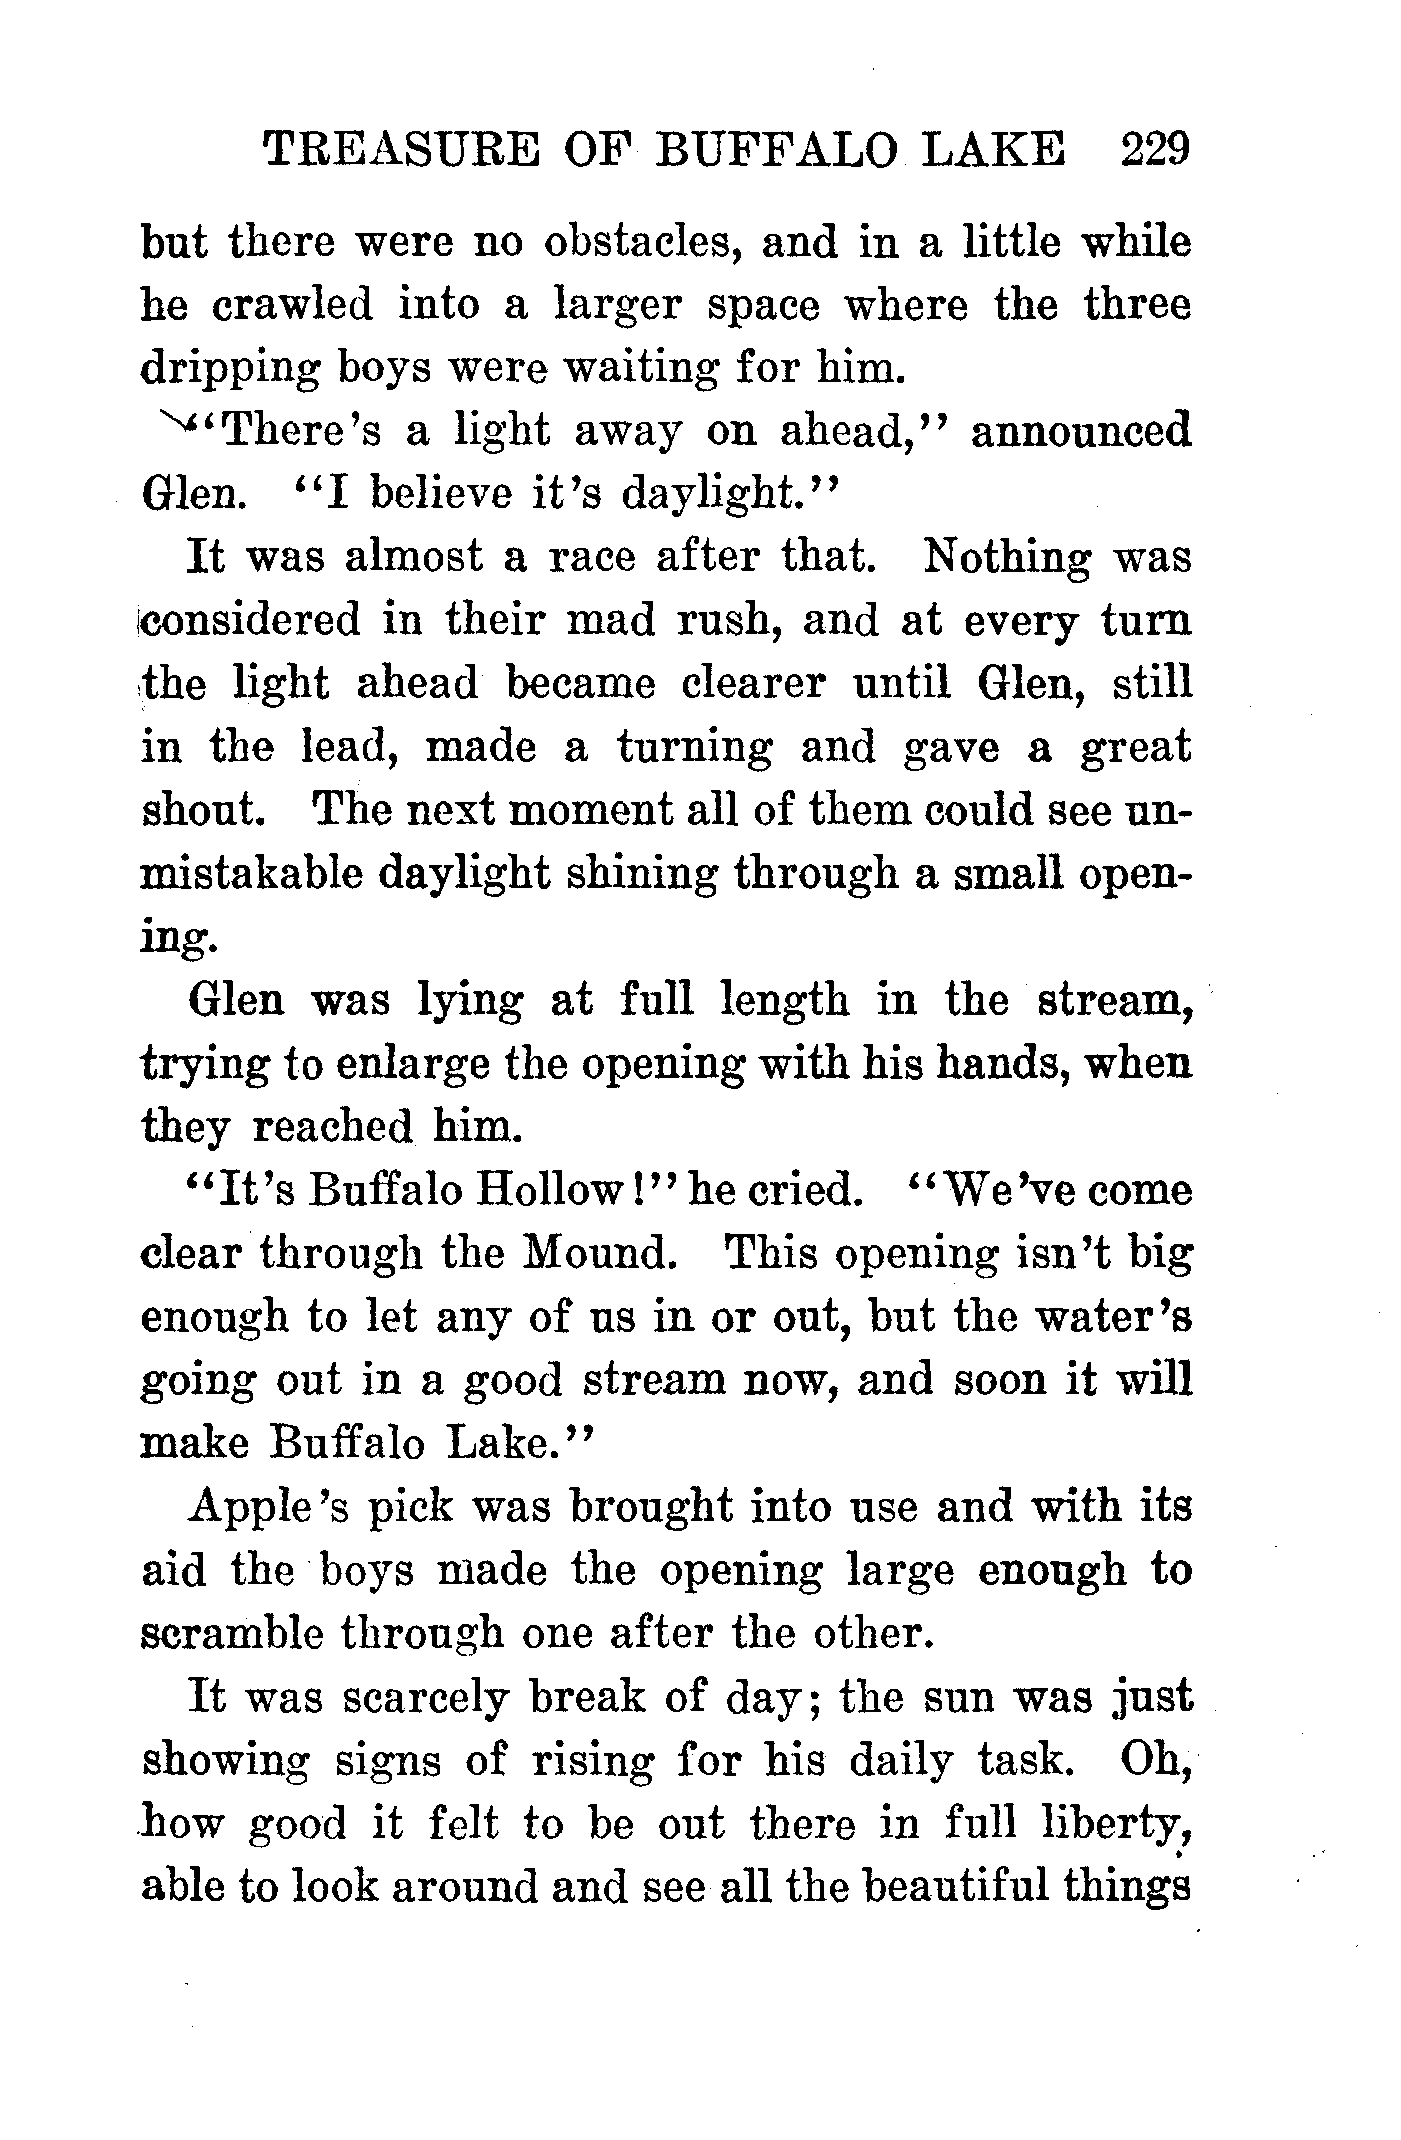 TREASURE OF BUFFALO LAKE 229
but there were no obstacles, and in a little while
he crawled into a larger space where the three
dripping boys were waiting for him.
"There's a light away on ahead," announced
Glen. "I believe it's daylight."
It was almost a race after that. Nothing was
considered in their mad rush, and at every turn
the light ahead became clearer until Glen, still
in the lead, made a turning and gave a great
shout. The next moment all of them could see un-
mistakable daylight shining through a small open-
ing.
Glen was lying at full length in the stream,
trying to enlarge the opening with his hands, when
they reached him.
"It's Buffalo Hollow!" he cried. "We've come
clear through the Mound. This opening isn't big
enough to let any of us in or out, but the water's
going out in a good stream now, and soon it will
make Buffalo Lake."
Apple's pick was brought into use and with its
aid the boys made the opening large enough to
scramble through one after the other.
It was scarcely break of day; the sun was just
showing signs of rising for his daily task. Oh,
how good it felt to be out there in full liberty,
able to look around and see all the beautiful things